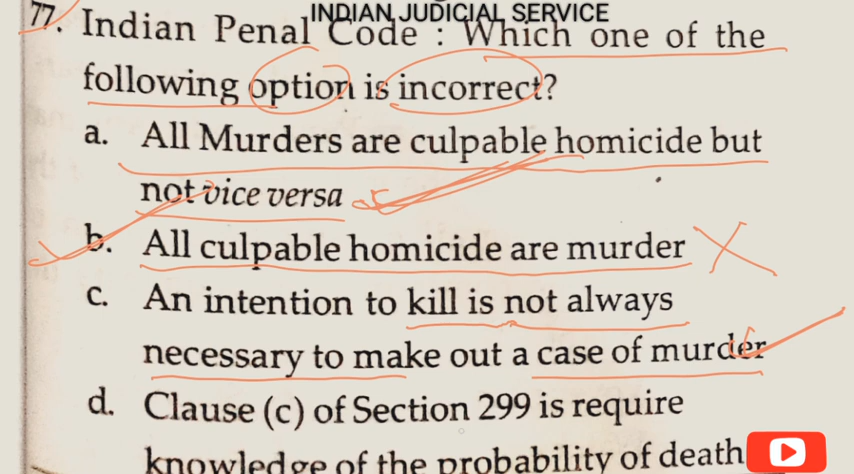 INDIAN JUDICIAL SERVICE
77. Indian Penal Code : Which one of the
following option is incorrect?
a. All Murders are culpable homicide but
not vice versa
b. All culpable homicide are murder
c. An intention to kill is not always
necessary to make out a case of murder
d. Clause (c) of Section 299 is require
knowledge of the probability of death